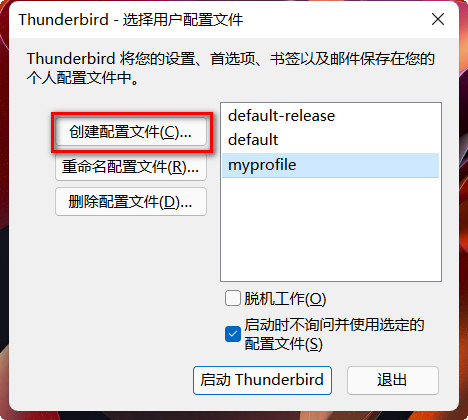 Thunderbird - 选择用户配置文件
Thunderbird 将您的设置、首选项、书签以及邮件保存在您的
个人配置文件中。
创建配置文件(C)...
重命名配置文件(R)...
删除配置文件(D)...
default-release
default
myprofile
脱机工作(O)
启动时不询问并使用选定的
配置文件(S)
启动 Thunderbird
退出